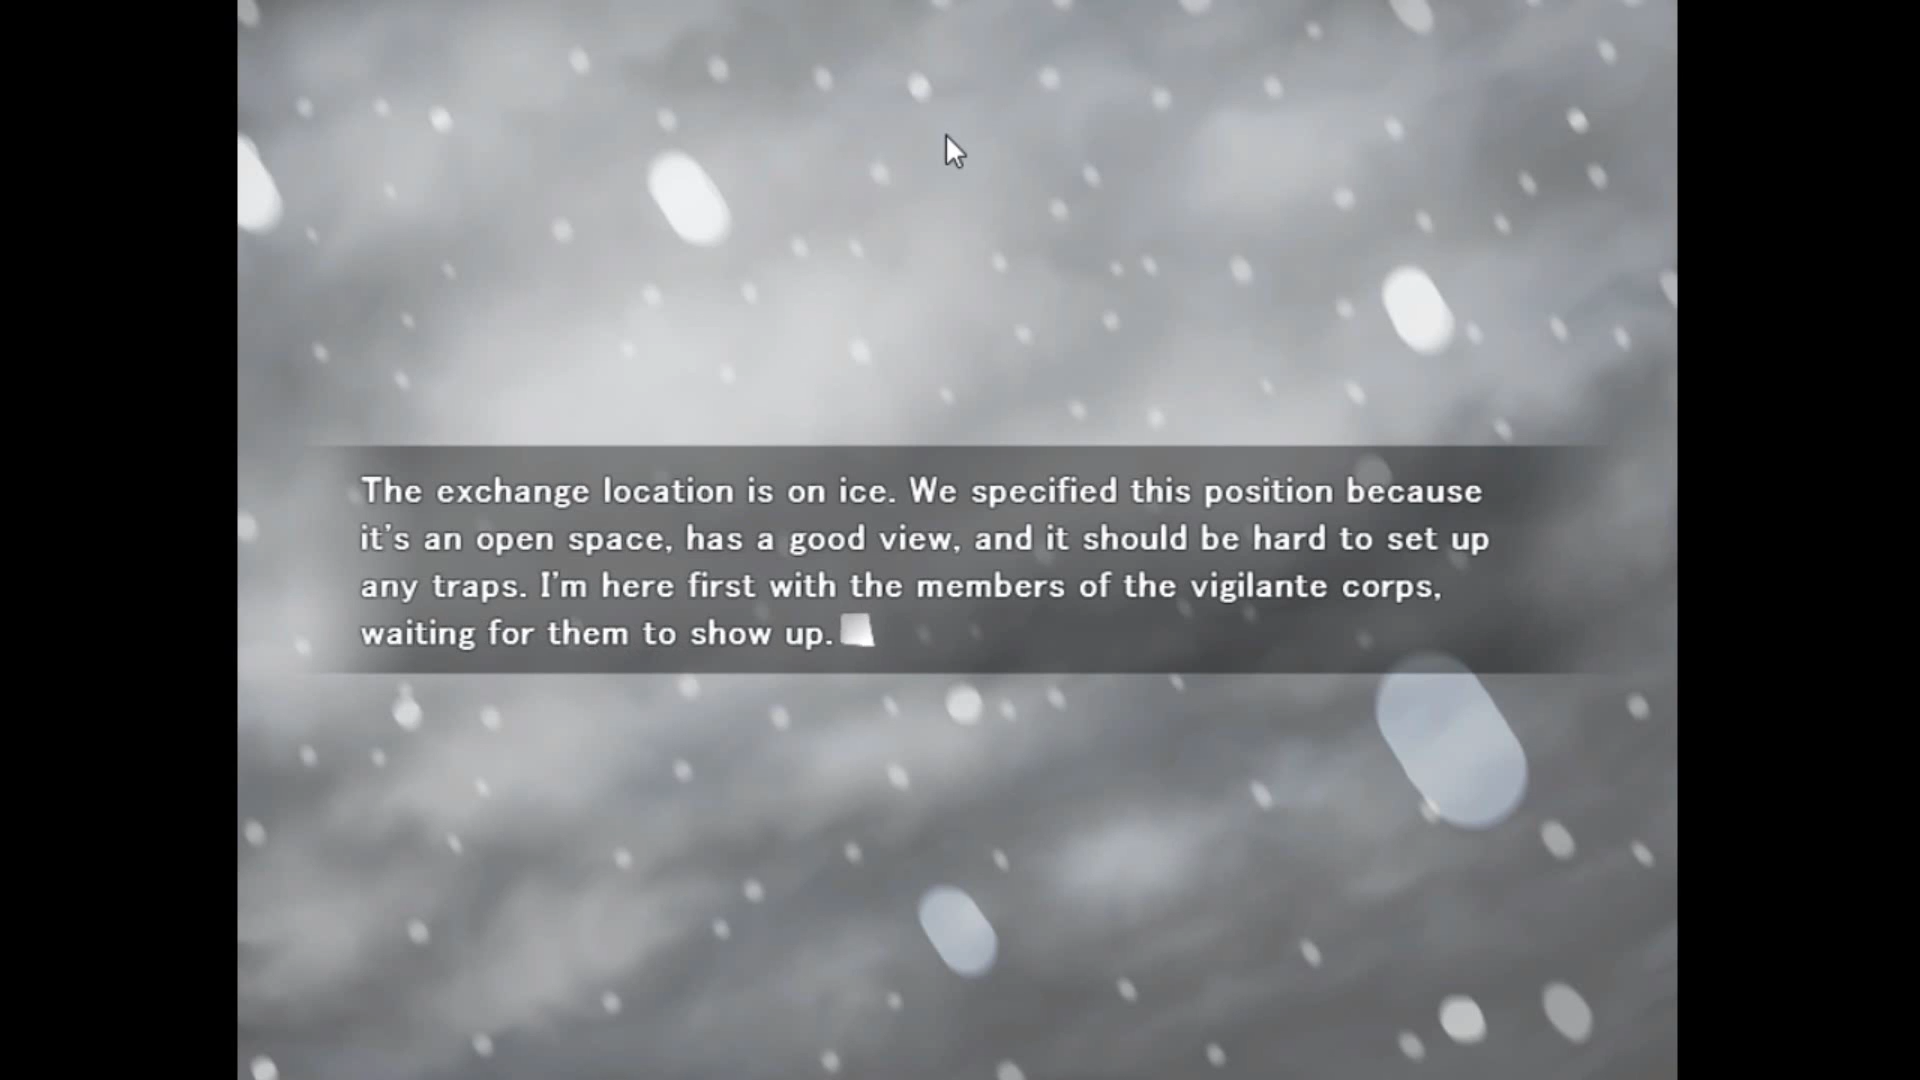 The exchange location is on ice. We specified this position because
it's an open space, has a good view, and it should be hard to set up
any traps. I'm here first with the members of the vigilante corps,
waiting for them to show up.